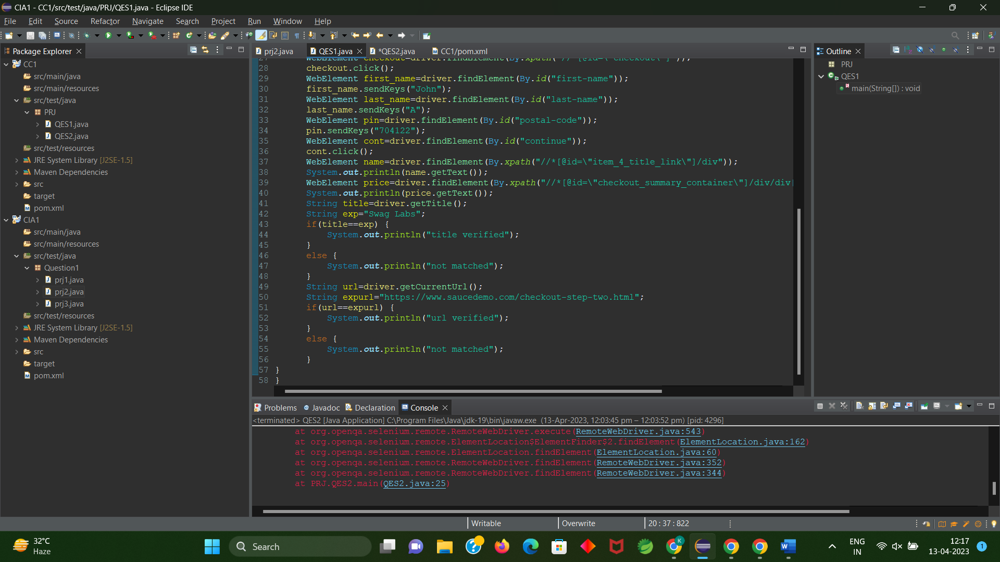 CIA1 - CC1/src/test/java/PRJ/QES1.java - Eclipse IDE
File Edit Source Refactor Navigate Search Project Run Window Help
Package Explorer
CC1
src/main/java
src/main/resources
src/test/java
PRJ
QES1.java
QES2.java
src/test/resources
JRE System Library [J2SE-1.5]
Maven Dependencies
src
target
pom.xml
CIA1
src/main/java
src/main/resources
src/test/java
Question1
prj1.java
prj2.java
prj3.java
src/test/resources
JRE System Library [J2SE-1.5]
Maven Dependencies
src
target
pom.xml
prj2.java QES1.java *QES2.java CC1/pom.xml
27 WebElement checkout=driver.findElement(By.xpath("//*[@id=\"checkout\"]"));
28 checkout.click();
29 WebElement first_name=driver.findElement(By.id("first-name"));
30 first_name.sendKeys("John");
31 WebElement last_name=driver.findElement(By.id("last-name"));
32 last_name.sendKeys("A");
33 WebElement pin=driver.findElement(By.id("postal-code"));
34 pin.sendKeys("704122");
35 WebElement cont=driver.findElement(By.id("continue"));
36 cont.click();
37 WebElement name=driver.findElement(By.xpath("//*[@id=\"item_4_title_link\"]/div"));
38 System.out.println(name.getText());
39 WebElement price=driver.findElement(By.xpath("//*[@id=\"checkout_summary_container\"]/div/div[
40 System.out.println(price.getText());
41 String title=driver.getTitle();
42 String exp="Swag Labs";
43 if(title==exp) {
44 System.out.println("title verified");
45 }
46 else {
47 System.out.println("not matched");
48 }
49 String url=driver.getCurrentUrl();
50 String expurl="https://www.saucedemo.com/checkout-step-two.html";
51 if(url==expurl) {
52 System.out.println("url verified");
53 }
54 else {
55 System.out.println("not matched");
56 }
57 }
58 }
Outline
PRJ
QES1
main(String[]) : void
Problems Javadoc Declaration Console
<terminated> QES2 [Java Application] C:\Program Files\Java\jdk-19\bin\javaw.exe (13-Apr-2023, 12:03:45 pm – 12:03:52 pm) [pid: 4296]
at org.openqa.selenium.remote.RemoteWebDriver.execute(RemoteWebDriver.java:543)
at org.openqa.selenium.remote.ElementLocation$ElementFinder$2.findElement(ElementLocation.java:162)
at org.openqa.selenium.remote.ElementLocation.findElement(ElementLocation.java:60)
at org.openqa.selenium.remote.RemoteWebDriver.findElement(RemoteWebDriver.java:352)
at org.openqa.selenium.remote.RemoteWebDriver.findElement(RemoteWebDriver.java:344)
at PRJ.QES2.main(QES2.java:25)
Writable Overwrite 20 : 37 : 822
32°C
Haze
Search
K
ENG
IN
12:17
13-04-2023
1